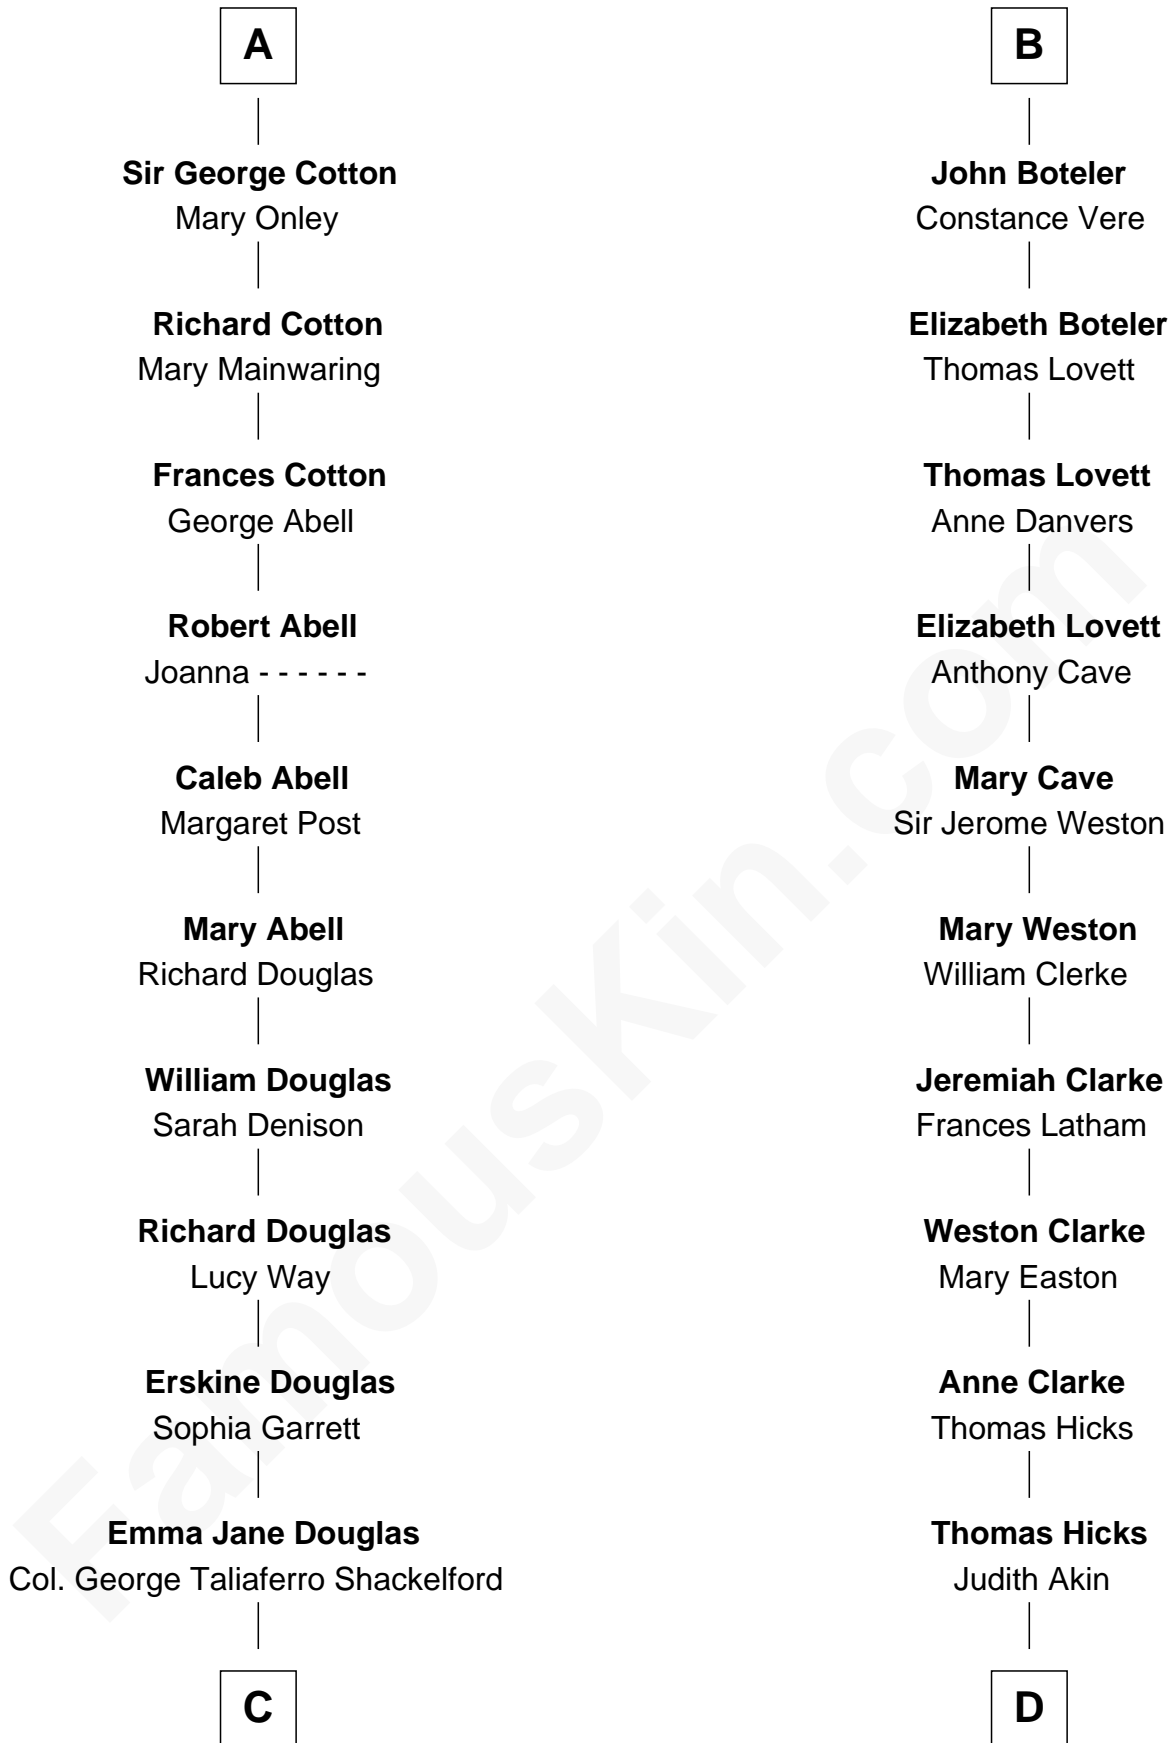 A
Sir George Cotton
Mary Onley
Richard Cotton
Mary Mainwaring
Frances Cotton
George Abell
Robert Abell
Joanna - - - - - -
Caleb Abell
Margaret Post
Mary Abell
Richard Douglas
William Douglas
Sarah Denison
Richard Douglas
Lucy Way
Erskine Douglas
Sophia Garrett
Emma Jane Douglas
Col. George Taliaferro Shackelford
C
B
John Boteler
Constance Vere
Elizabeth Boteler
Thomas Lovett
Thomas Lovett
Anne Danvers
Elizabeth Lovett
Anthony Cave
Mary Cave
Sir Jerome Weston
Mary Weston
William Clerke
Jeremiah Clarke
Frances Latham
Weston Clarke
Mary Easton
Anne Clarke
Thomas Hicks
Thomas Hicks
Judith Akin
D
FamousKin.com